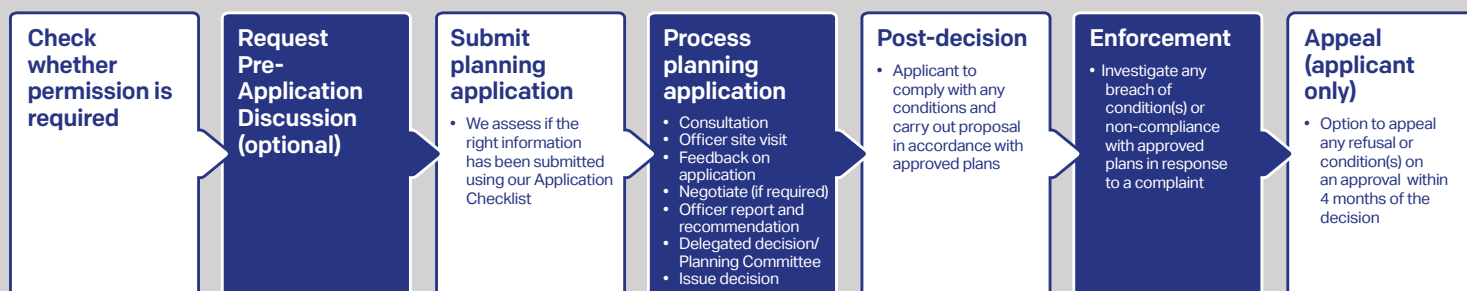 Check
whether
permission is
required
Request
Pre-
Application
Discussion
(optional)
Submit
planning
application
• We assess if the
right information
has been submitted
using our Application
Checklist
Process
planning
application
• Consultation
• Officer site visit
• Feedback on
application
• Negotiate (if required)
• Officer report and
recommendation
• Delegated decision/
Planning Committee
• Issue decision
Post-decision
• Applicant to
comply with any
conditions and
carry out proposal
in accordance with
approved plans
Enforcement
• Investigate any
breach of
condition(s) or
non-compliance
with approved
plans in response
to a complaint
Appeal
(applicant
only)
• Option to appeal
any refusal or
condition(s) on
an approval within
4 months of the
decision